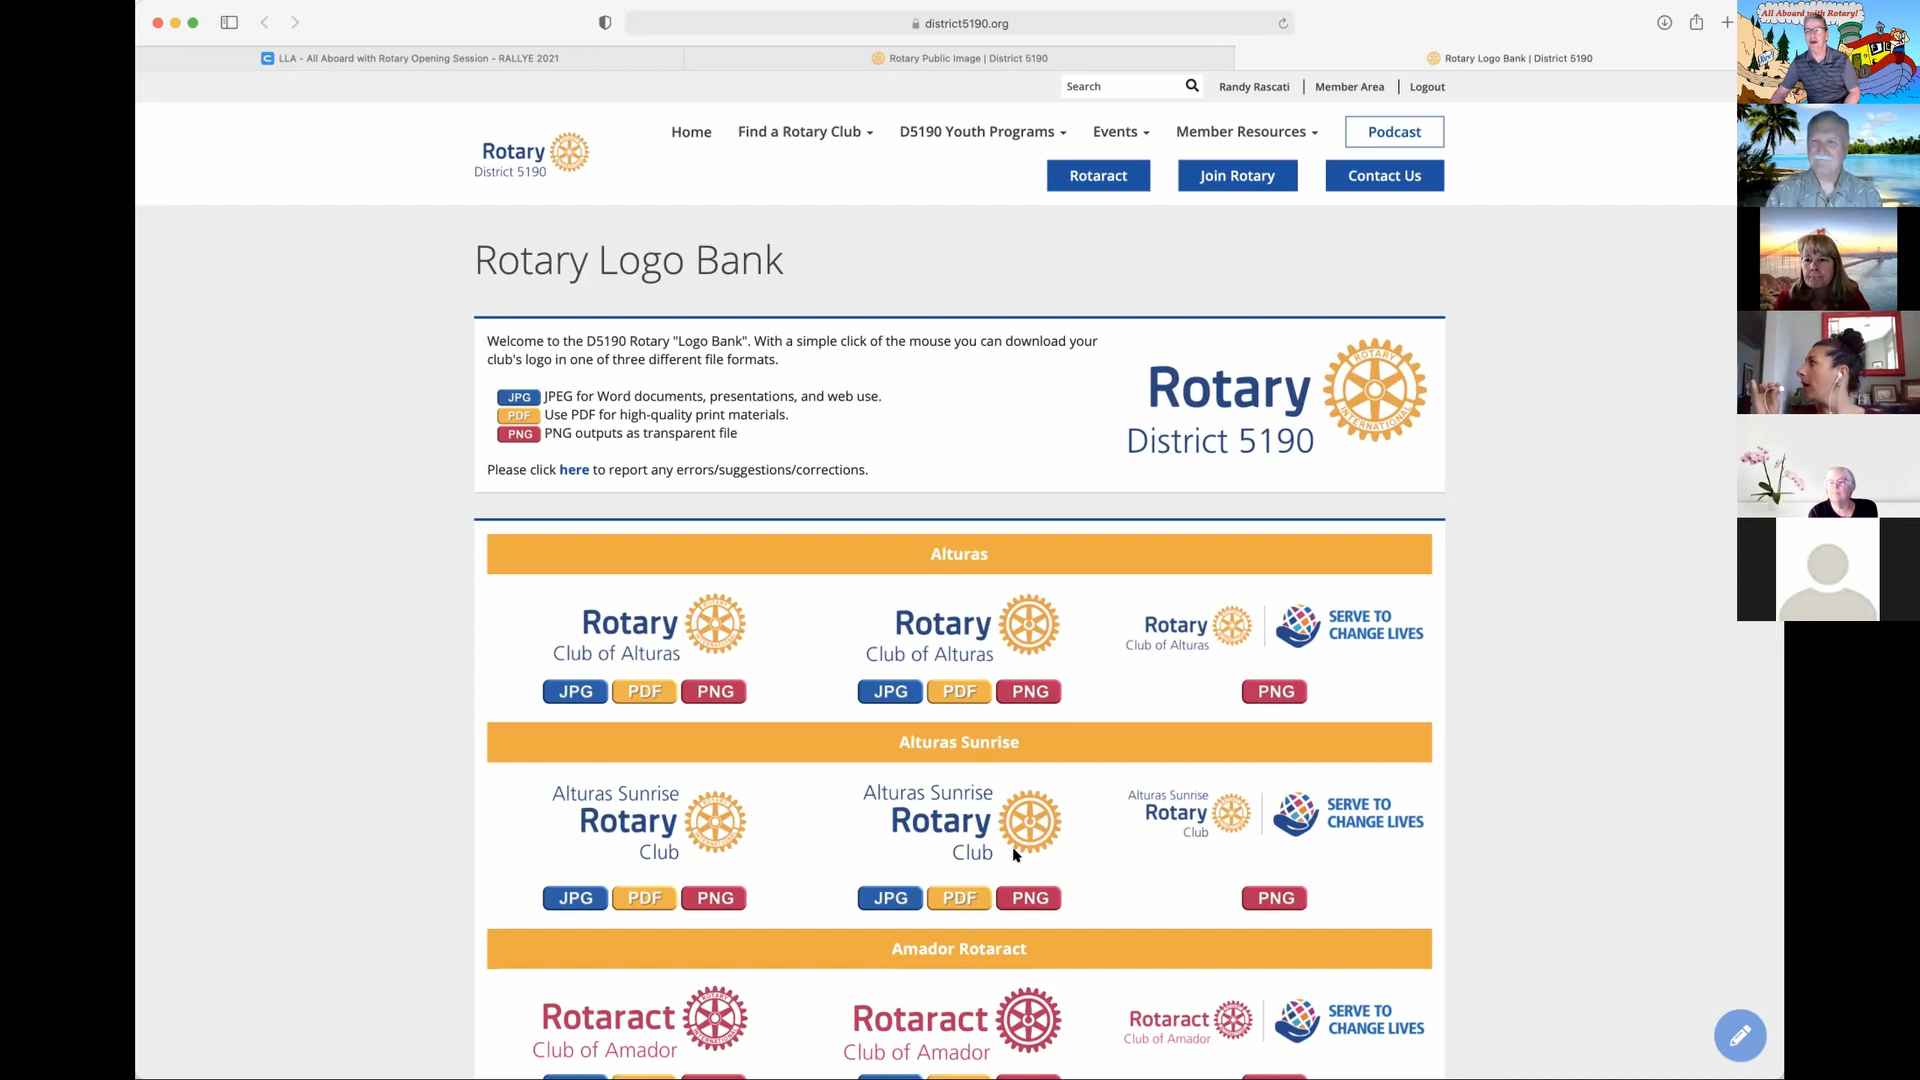 district5190.org
LLA - All Aboard with Rotary Opening Session - RALLYE 2021
Rotary Public Image | District 5190
Rotary Logo Bank | District 5190
All Aboard with Rotary!
Search
Randy Rascati | Member Area | Logout
Rotary
District 5190
Home
Find a Rotary Club
D5190 Youth Programs
Events
Member Resources
Podcast
Rotaract
Join Rotary
Contact Us
Rotary Logo Bank
Welcome to the D5190 Rotary "Logo Bank". With a simple click of the mouse you can download your
club's logo in one of three different file formats.
JPG JPEG for Word documents, presentations, and web use.
PDF Use PDF for high-quality print materials.
PNG PNG outputs as transparent file
Please click here to report any errors/suggestions/corrections.
Rotary
District 5190
ROTARY
INTERNATIONAL
Alturas
Rotary
Club of Alturas
Rotary
Club of Alturas
Rotary
Club of Alturas
SERVE TO
CHANGE LIVES
JPG PDF PNG
JPG PDF PNG
PNG
Alturas Sunrise
Alturas Sunrise
Rotary
Club
Alturas Sunrise
Rotary
Club
Alturas Sunrise
Rotary
Club
SERVE TO
CHANGE LIVES
JPG PDF PNG
JPG PDF PNG
PNG
Amador Rotaract
Rotaract
Club of Amador
Rotaract
Club of Amador
Rotaract
Club of Amador
SERVE TO
CHANGE LIVES